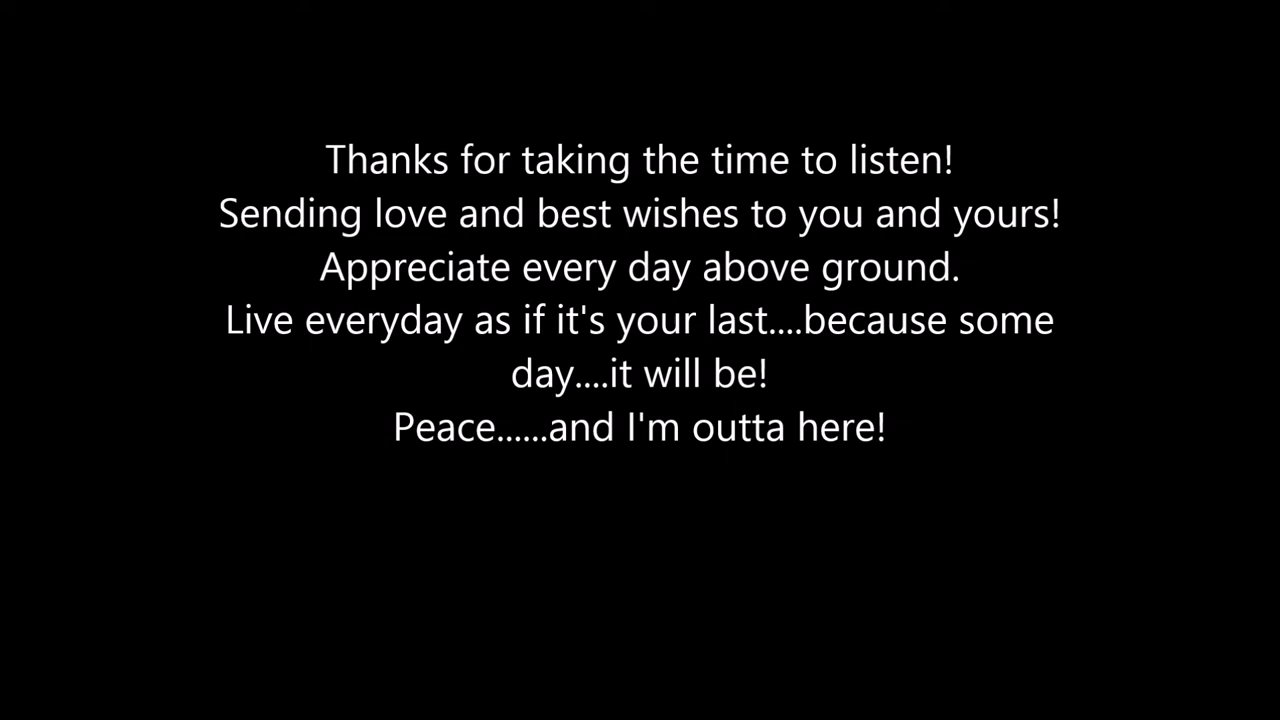 Thanks for taking the time to listen!
Sending love and best wishes to you and yours!
Appreciate every day above ground.
Live everyday as if it's your last....because some
day....it will be!
Peace......and I'm outta here!